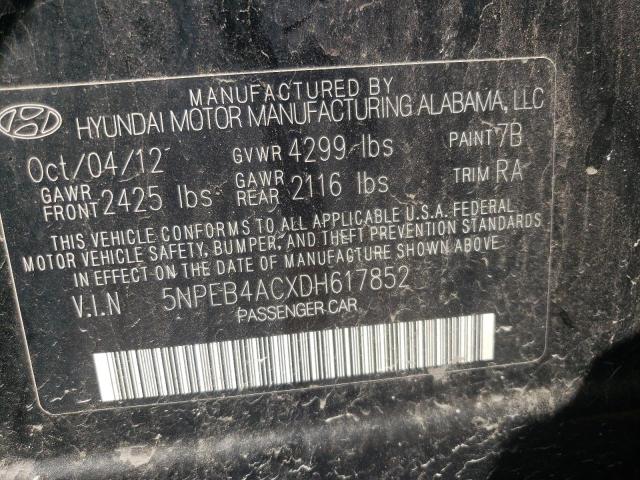 MANUFACTURED BY
HYUNDAI MOTOR MANUFACTURING ALABAMA, LLC
Oct/04/12 GVWR 4299 lbs PAINT 7B
GAWR FRONT 2425 lbs GAWR REAR 2116 lbs TRIM RA
THIS VEHICLE CONFORMS TO ALL APPLICABLE U.S.A. FEDERAL
MOTOR VEHICLE SAFETY, BUMPER, AND THEFT PREVENTION STANDARDS
IN EFFECT ON THE DATE OF MANUFACTURE SHOWN ABOVE
V.I.N 5NPEB4ACXDH617852
PASSENGER CAR